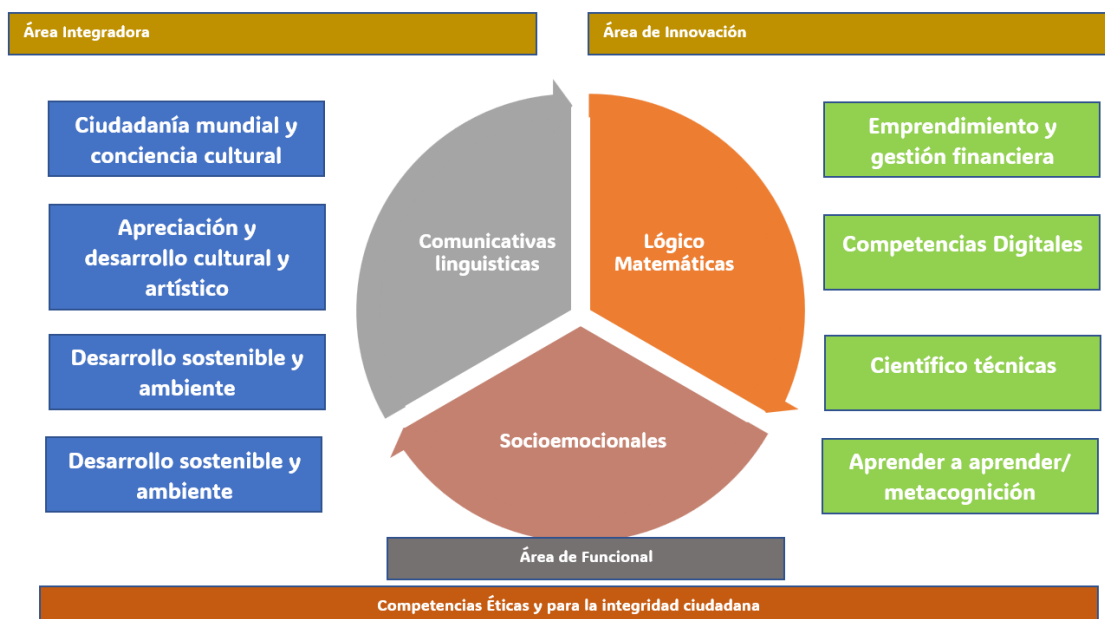 Área Integradora
Área de Innovación
Ciudadanía mundial y
conciencia cultural
Apreciación y
desarrollo cultural y
artístico
Desarrollo sostenible y
ambiente
Desarrollo sostenible y
ambiente
Comunicativas
linguisticas
Lógico
Matemáticas
Socioemocionales
Emprendimiento y
gestión financiera
Competencias Digitales
Científico técnicas
Aprender a aprender/
metacognición
Área de Funcional
Competencias Éticas y para la integridad ciudadana